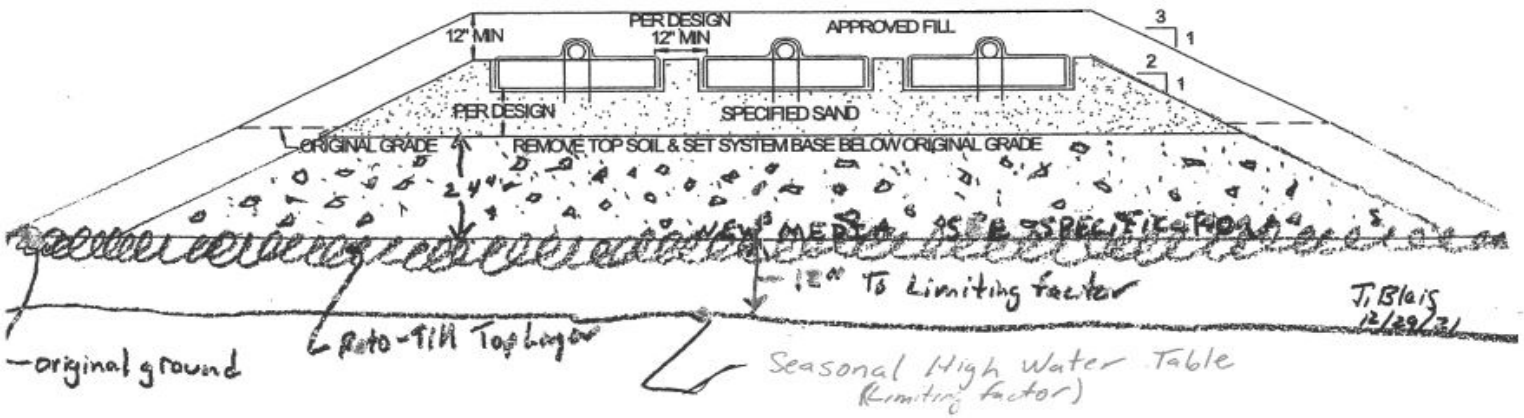 PER DESIGN
12" MIN
12" MIN
APPROVED FILL
3
1
2
1
PER DESIGN
SPECIFIED SAND
ORIGINAL GRADE
REMOVE TOP SOIL & SET SYSTEM BASE BELOW ORIGINAL GRADE
24"
NEW MEDIA SEE SPECIFICATION
12" To Limiting factor
J. Blais
12/29/21
Roto-Till Top Layer
original ground
Seasonal High Water Table
(Limiting factor)